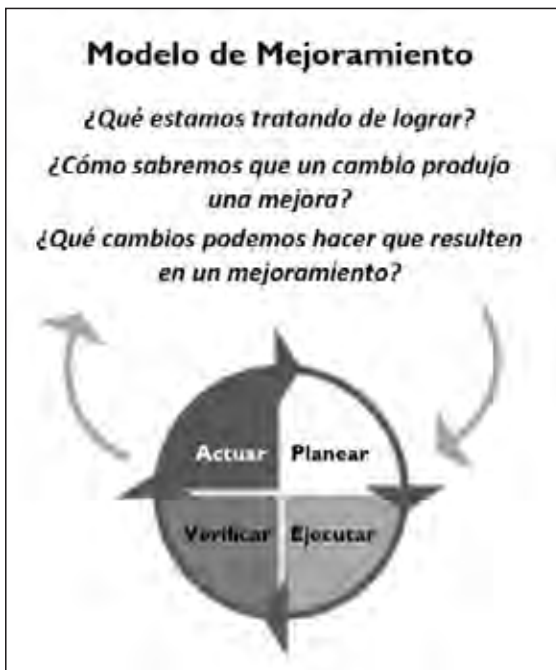 Modelo de Mejoramiento
¿Qué estamos tratando de lograr?
¿Cómo sabremos que un cambio produjo
una mejora?
¿Qué cambios podemos hacer que resulten
en un mejoramiento?
Actuar Planear
Verificar Ejecutar